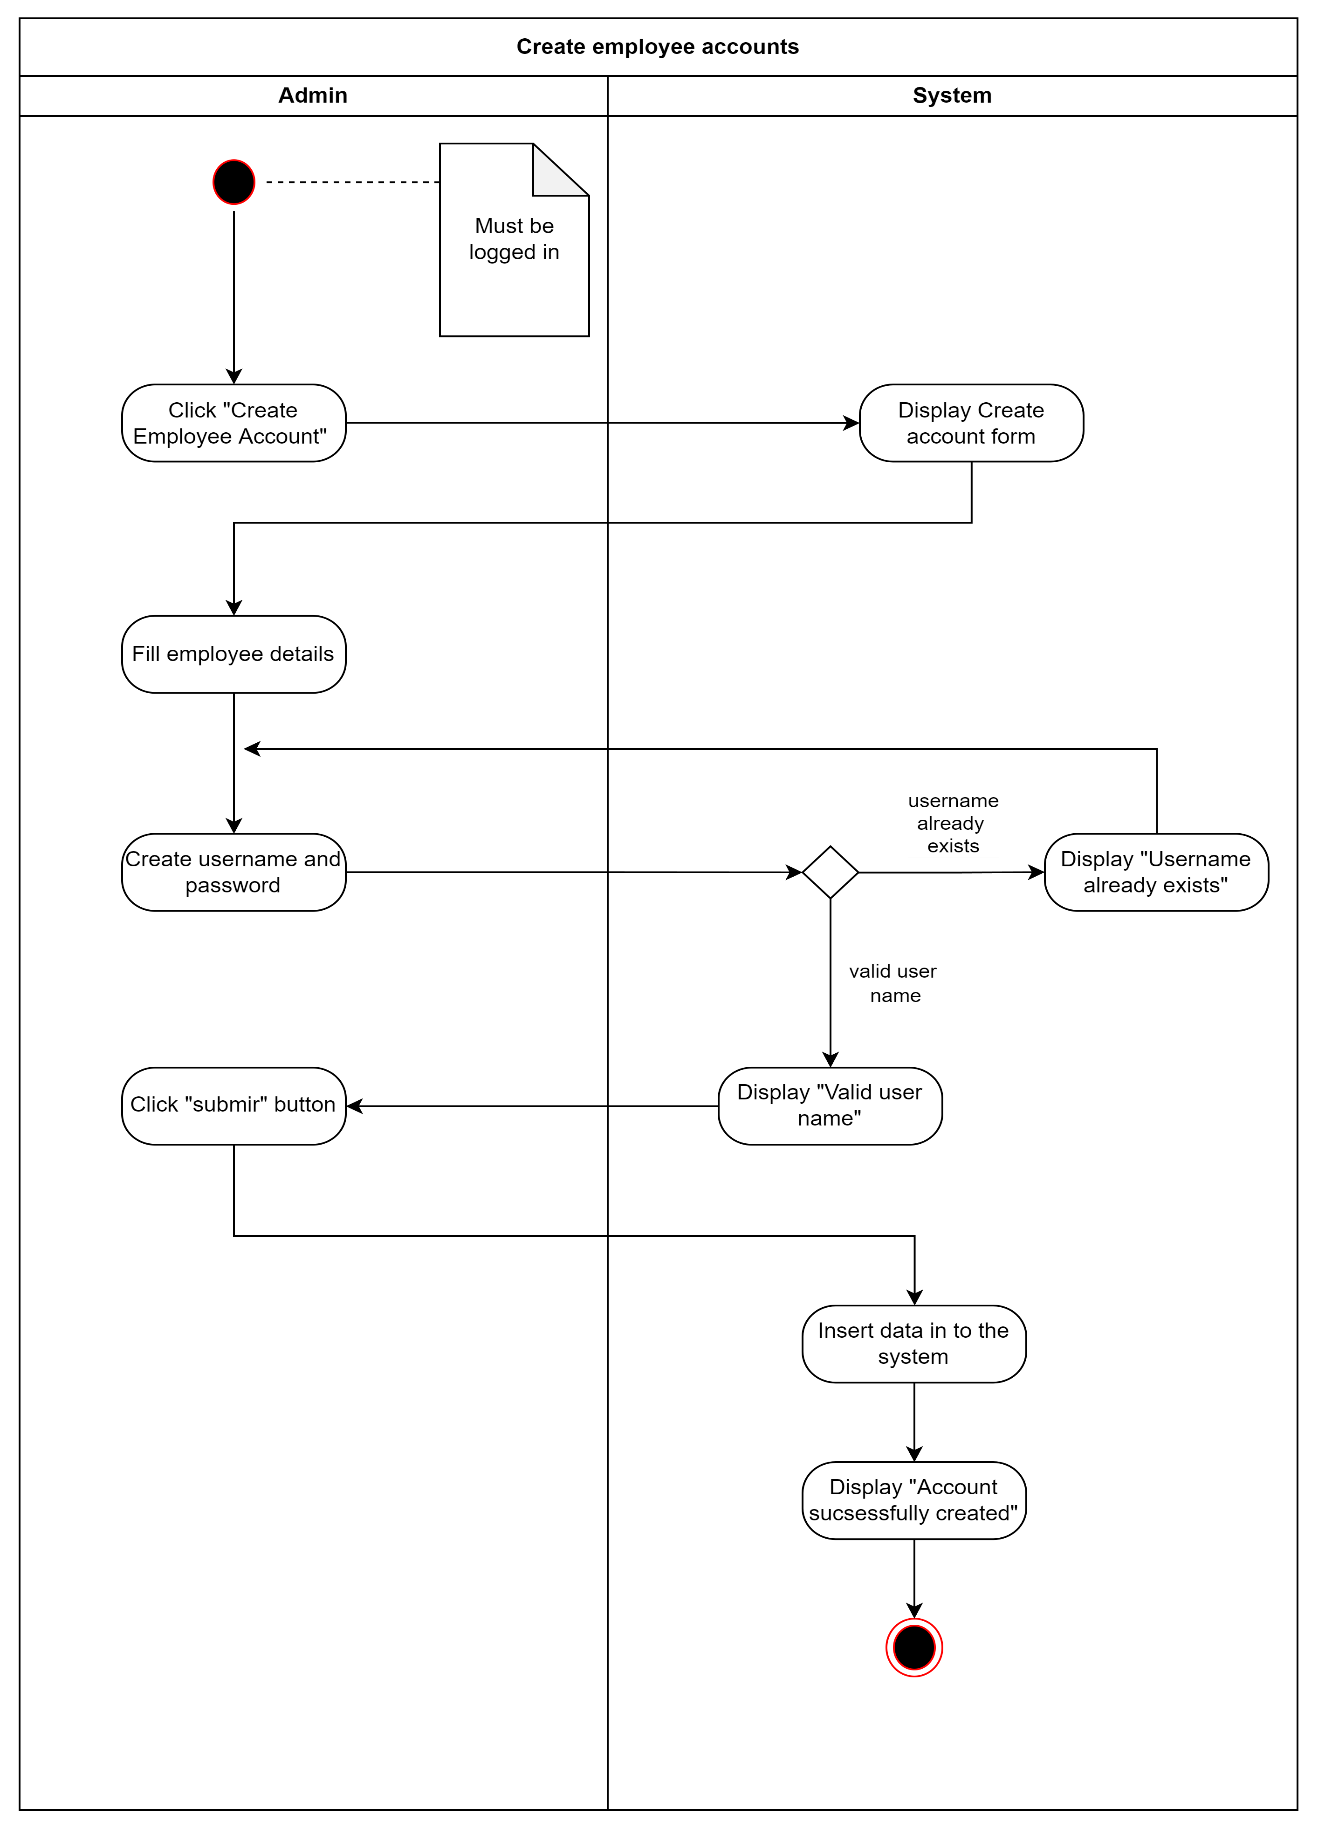 Create employee accounts
Admin
System
Must be
logged in
Click "Create
Employee Account"
Display Create
account form
Fill employee details
username
already
exists
Create username and
password
Display "Username
already exists"
valid user
name
Click "submir" button
Display "Valid user
name"
Insert data in to the
system
Display "Account
sucsessfully created"